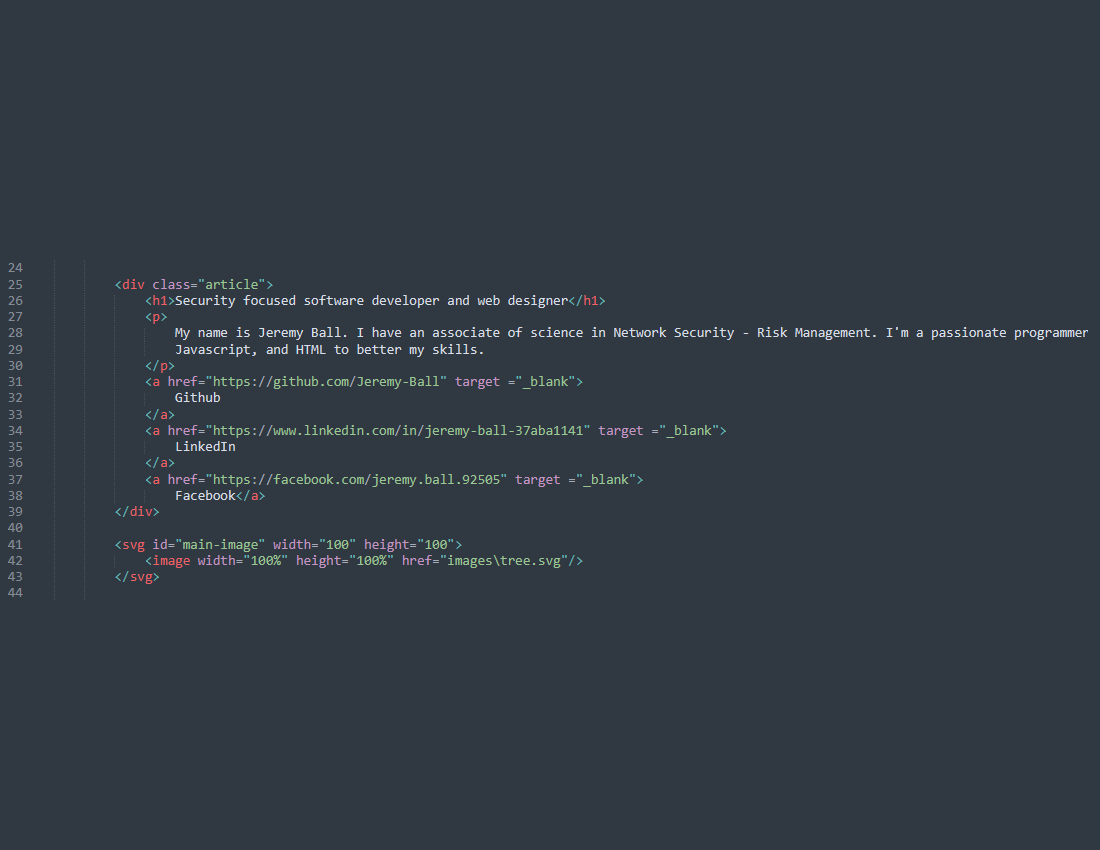 24
25 <div class="article">
26 <h1>Security focused software developer and web designer</h1>
27 <p>
28 My name is Jeremy Ball. I have an associate of science in Network Security - Risk Management. I'm a passionate programmer
29 Javascript, and HTML to better my skills.
30 </p>
31 <a href="https://github.com/Jeremy-Ball" target ="_blank">
32 Github
33 </a>
34 <a href="https://www.linkedin.com/in/jeremy-ball-37aba1141" target ="_blank">
35 LinkedIn
36 </a>
37 <a href="https://facebook.com/jeremy.ball.92505" target ="_blank">
38 Facebook</a>
39 </div>
40
41 <svg id="main-image" width="100" height="100">
42 <image width="100%" height="100%" href="images\tree.svg"/>
43 </svg>
44